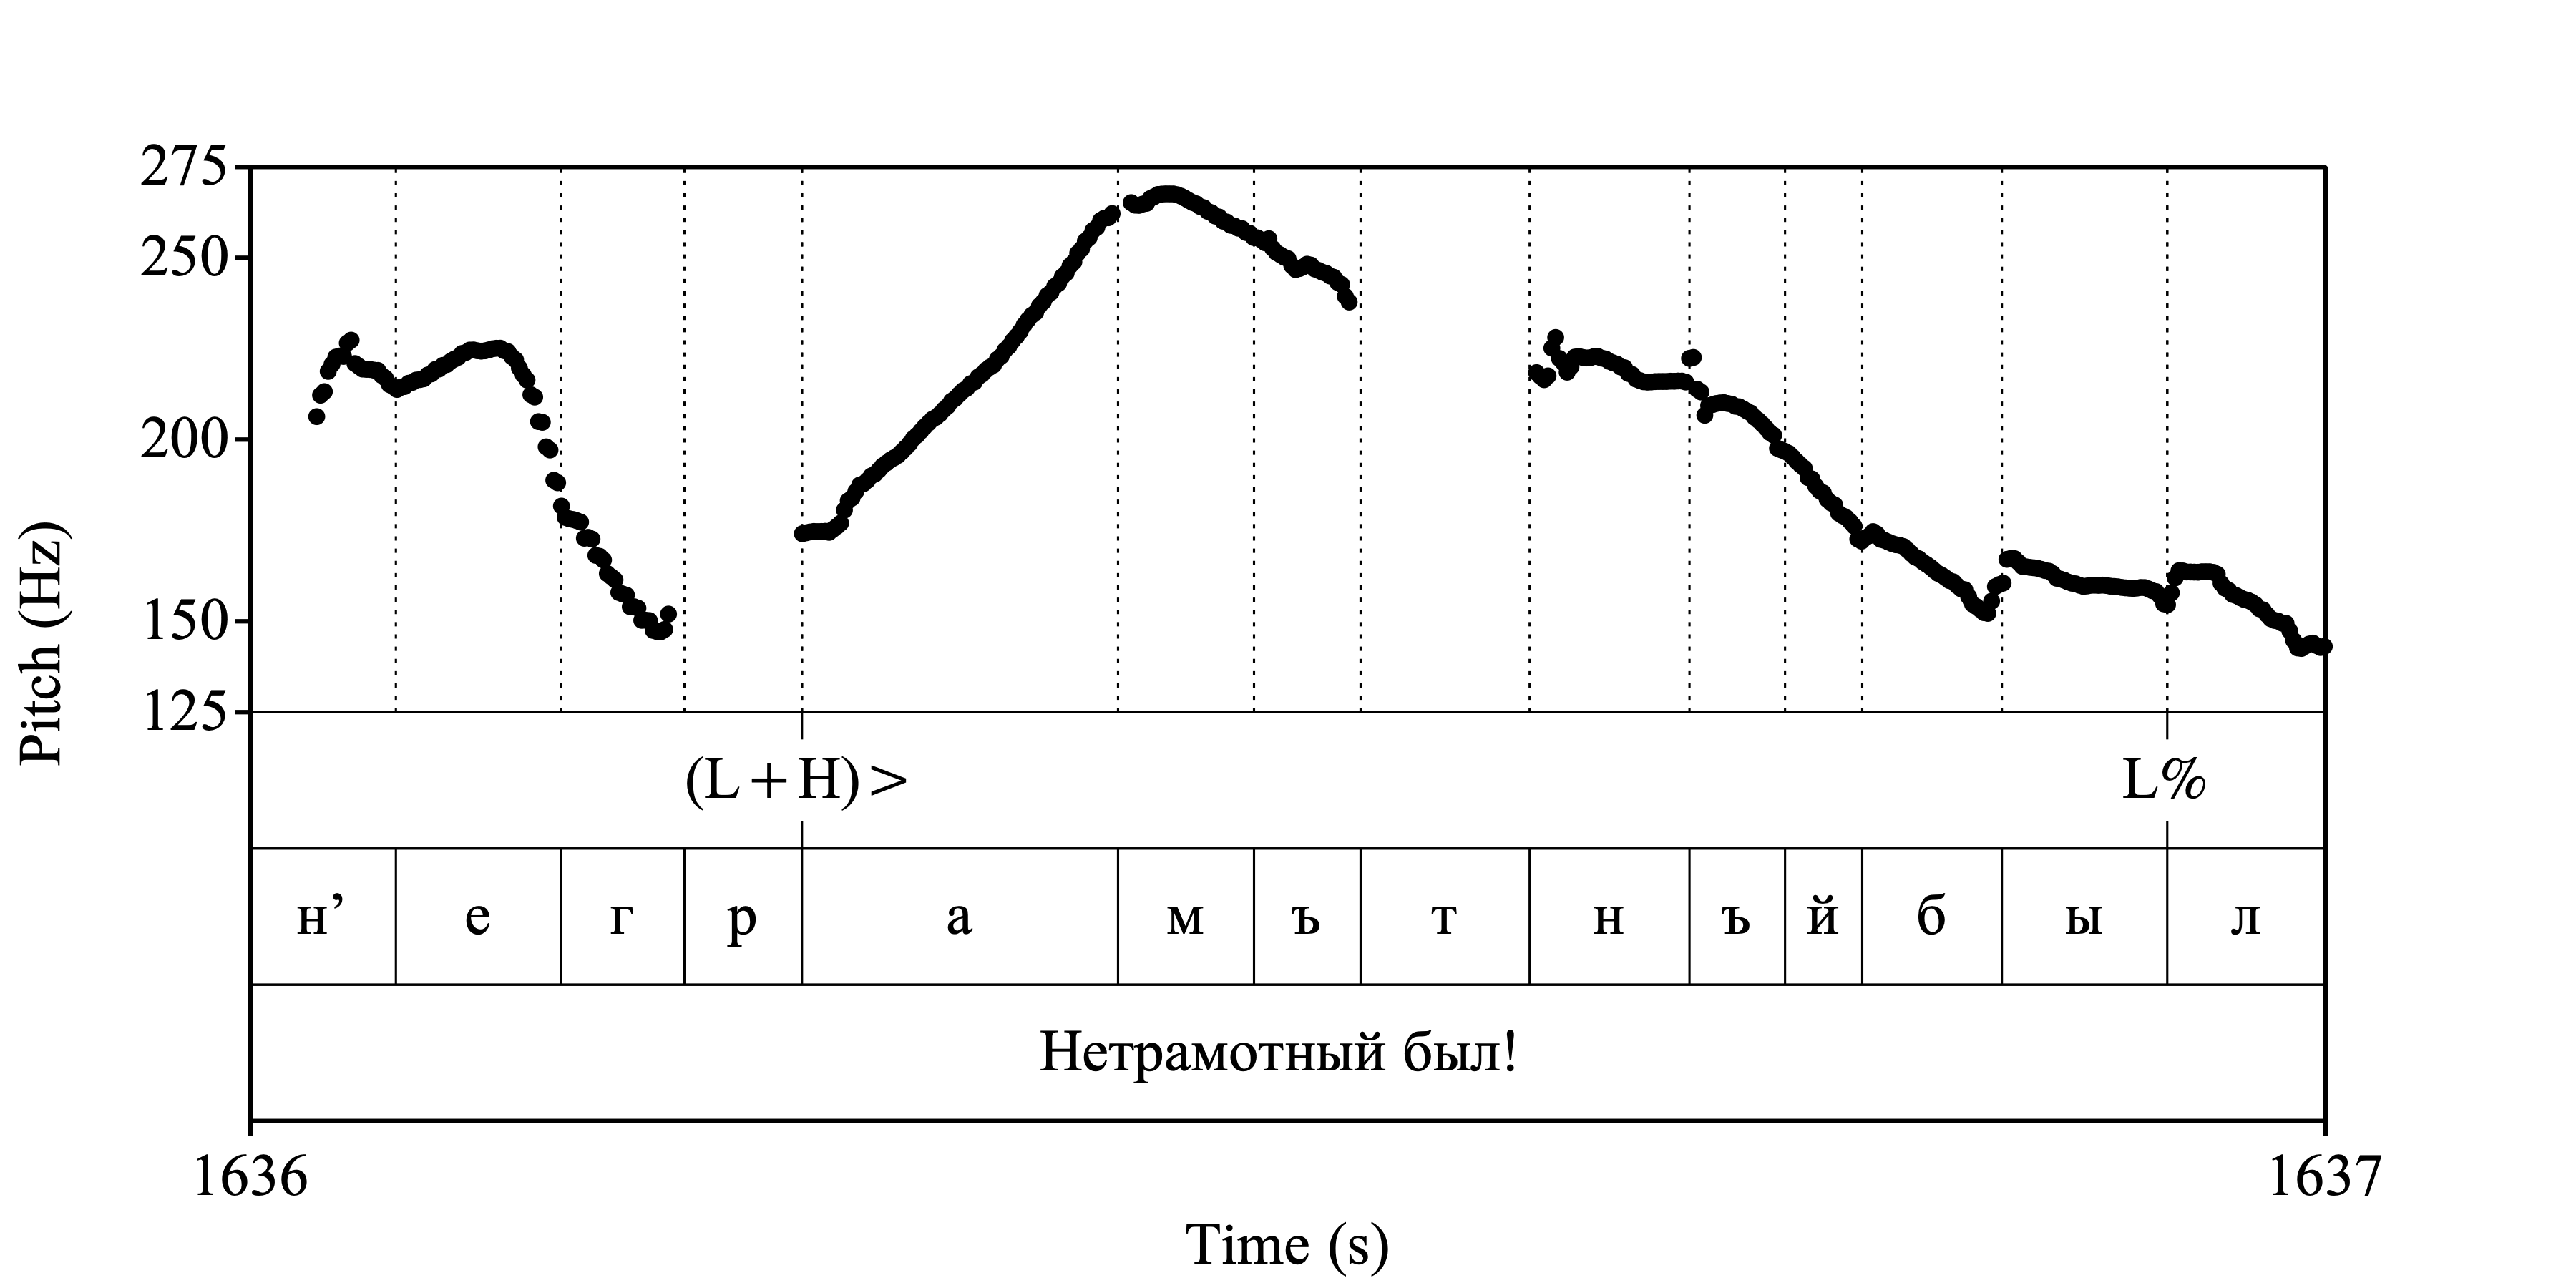 275
250
200
150
125
Pitch (Hz)
(L+H)> L%
н’ е г р а м ъ т н ъ й б ы л
Нетрамотный был!
1636 1637
Time (s)